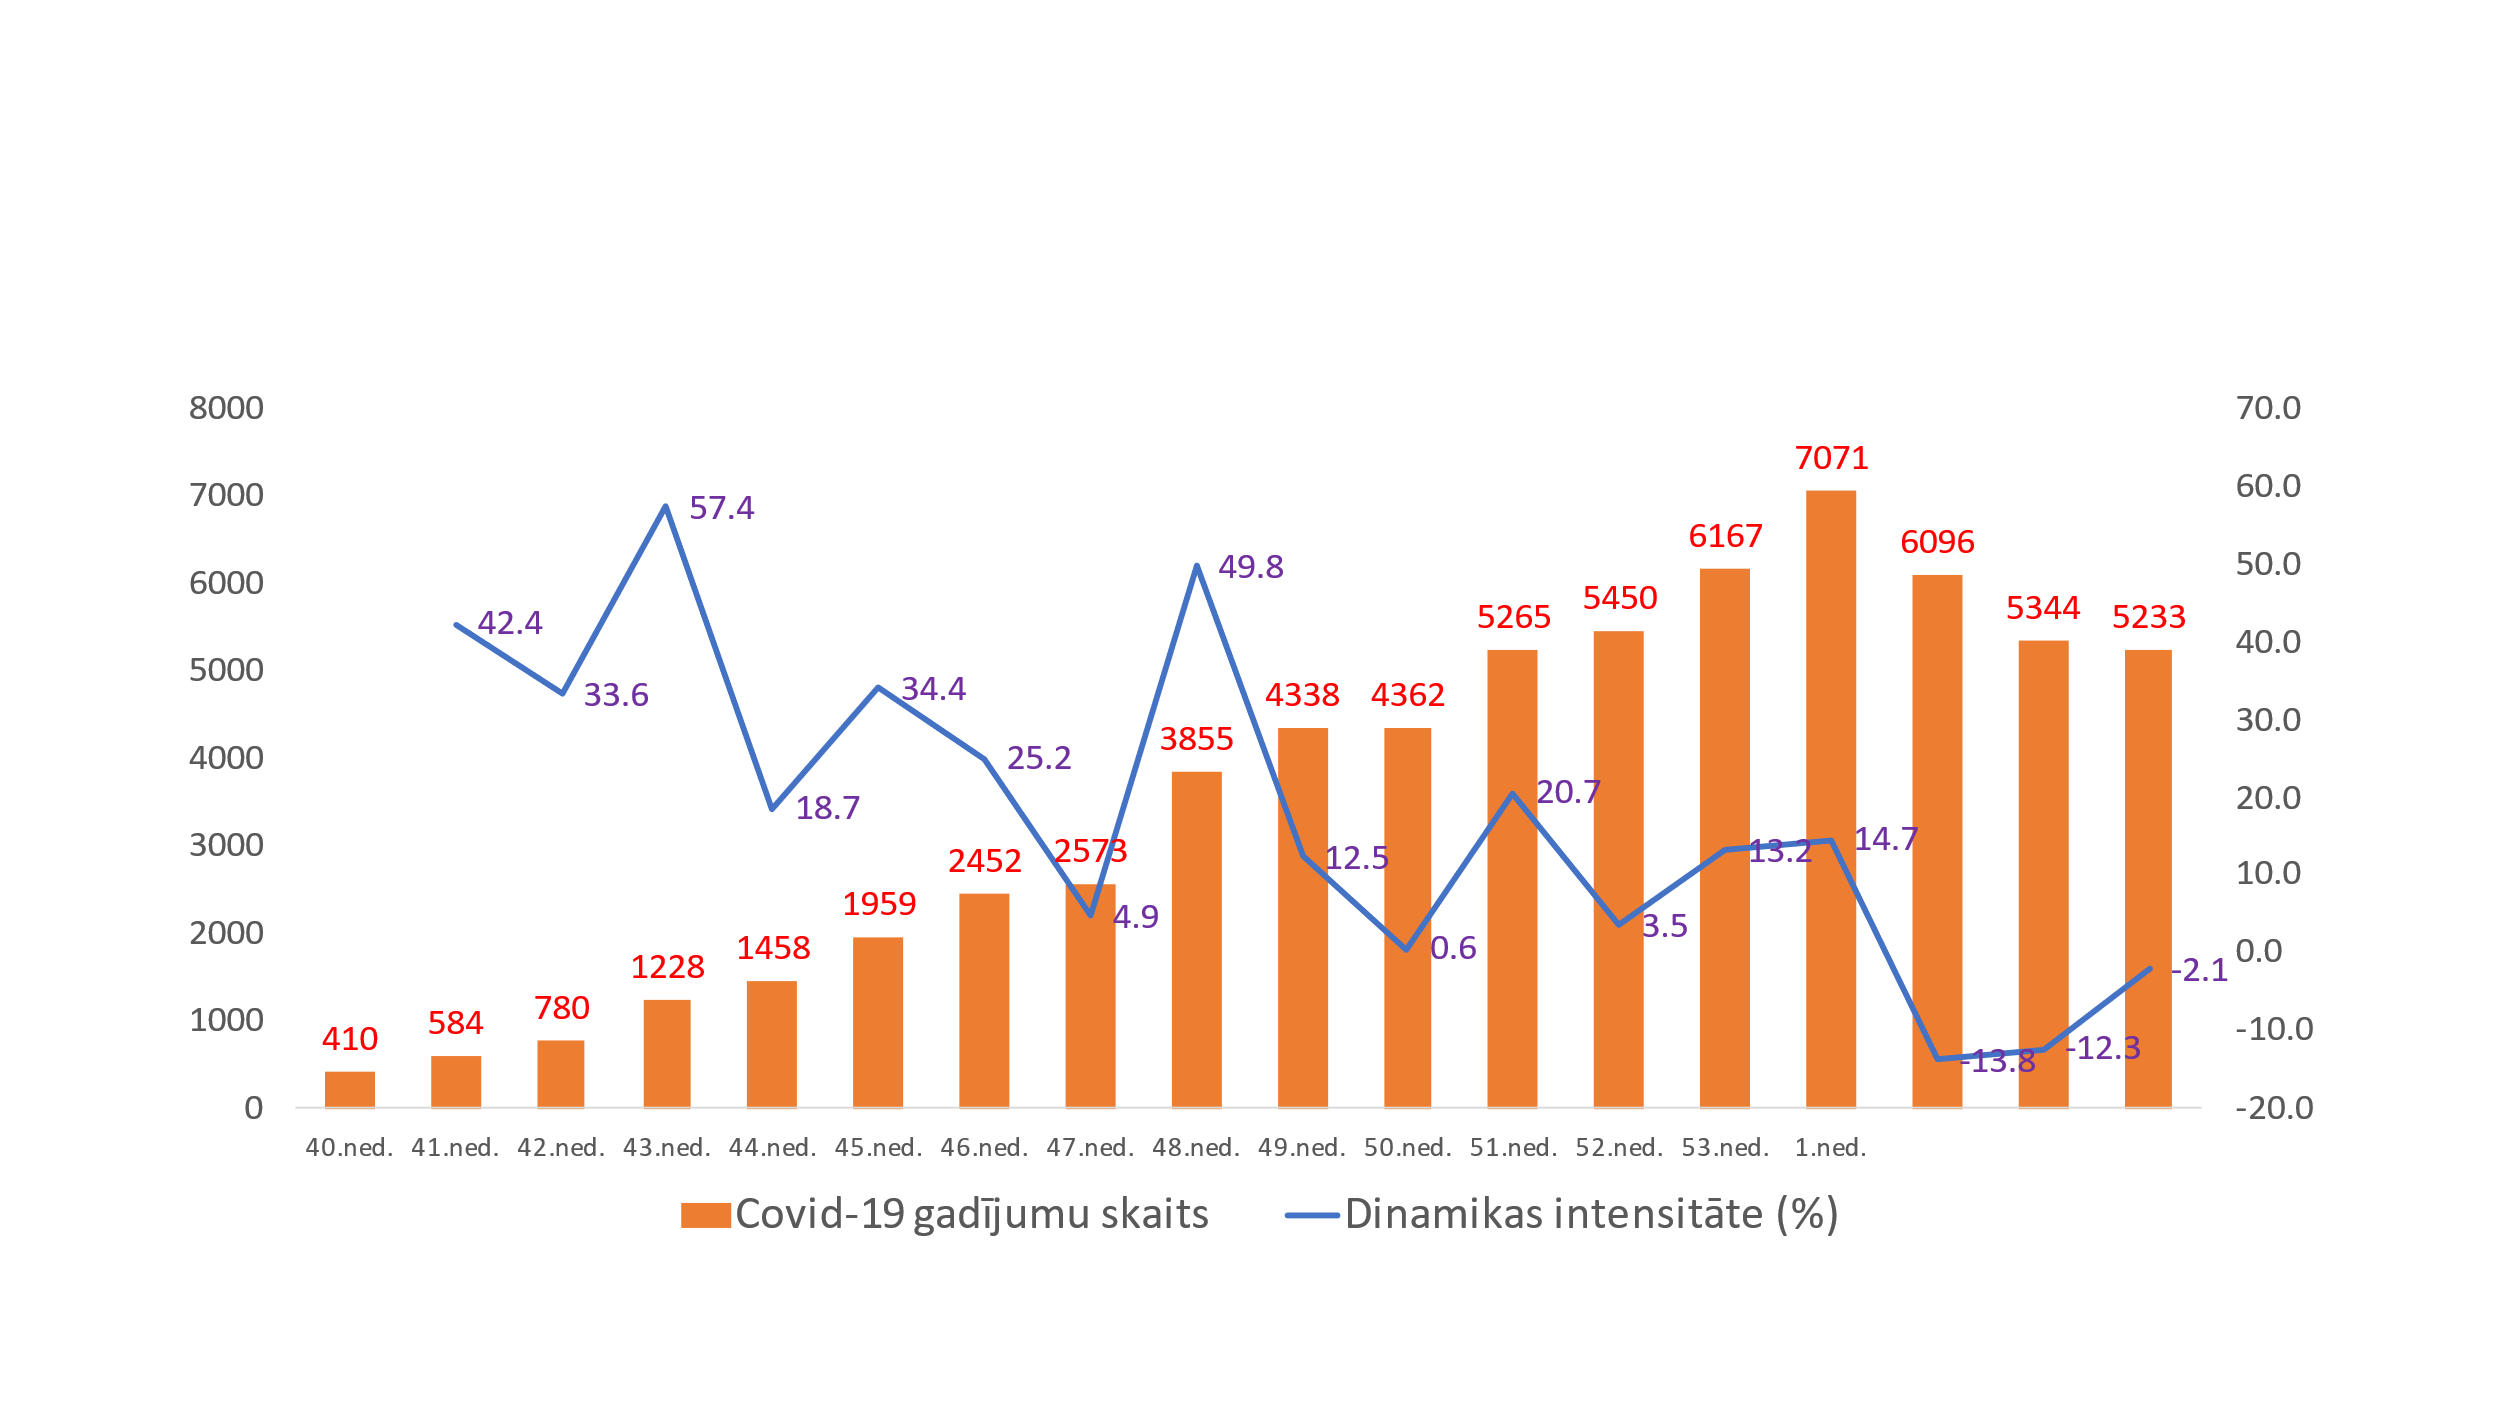 8000 70.0
7071
7000 57.4 60.0
6167 6096
6000 49.8 50.0
42.4 5265 5450 5344 5233
5000 33.6 34.4 4338 4362 40.0
4000 25.2 3855 30.0
18.7 20.7 20.0
3000 2452 2573 12.5 13.2 14.7 10.0
2000 1959 4.9 0.6 3.5 0.0
1228 1458 -2.1
1000 410 584 780 -13.8 -12.3 -10.0
0 -20.0
40.ned. 41.ned. 42.ned. 43.ned. 44.ned. 45.ned. 46.ned. 47.ned. 48.ned. 49.ned. 50.ned. 51.ned. 52.ned. 53.ned. 1.ned.
Covid-19 gadījumu skaits Dinamikas intensitāte (%)